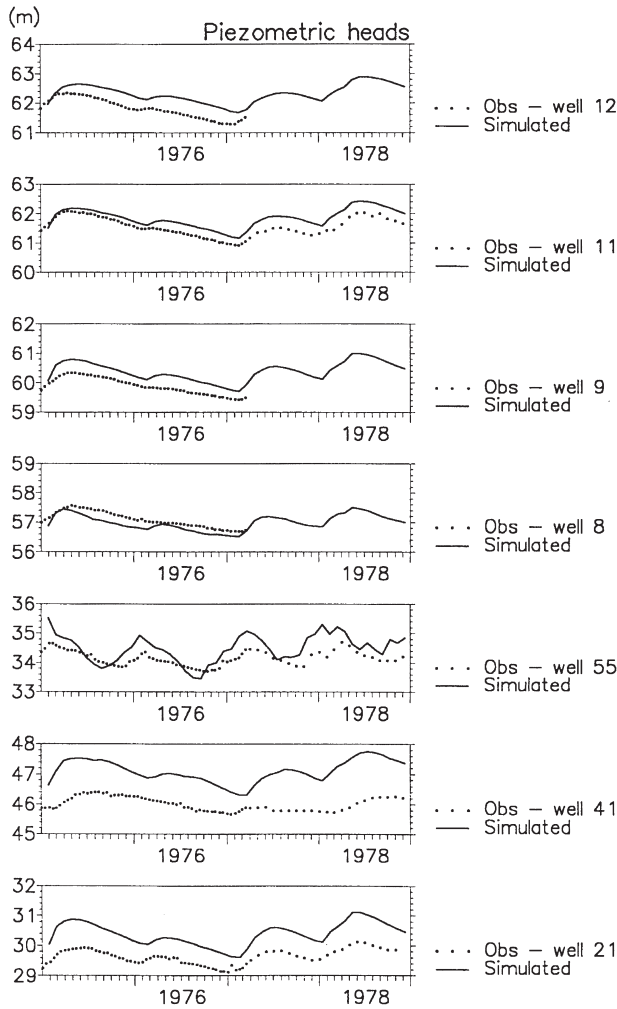 (m)
Piezometric heads
64
63
62
61
1976 1978
Obs – well 12
Simulated
63
62
61
60
1976 1978
Obs – well 11
Simulated
62
61
60
59
1976 1978
Obs – well 9
Simulated
59
58
57
56
1976 1978
Obs – well 8
Simulated
36
35
34
33
1976 1978
Obs – well 55
Simulated
48
47
46
45
1976 1978
Obs – well 41
Simulated
32
31
30
29
1976 1978
Obs – well 21
Simulated